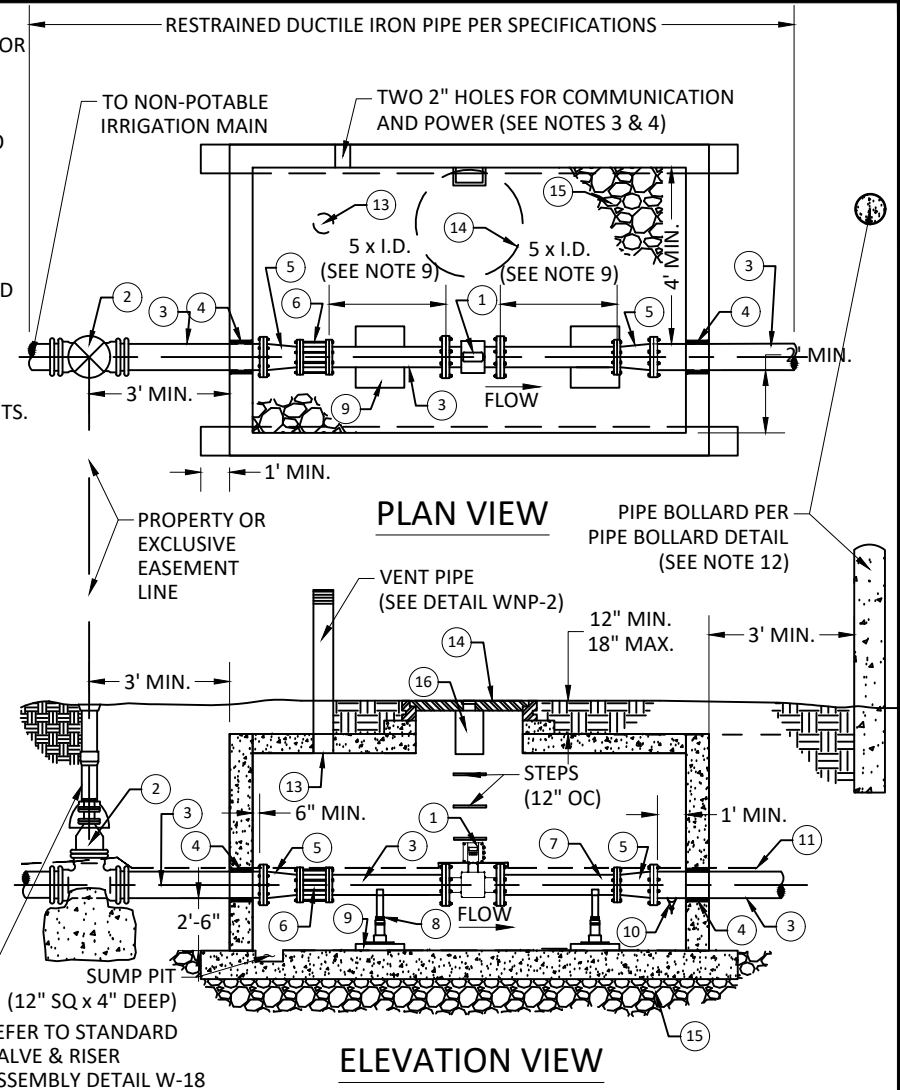 RESTRAINED DUCTILE IRON PIPE PER SPECIFICATIONS
OR
TO NON-POTABLE
IRRIGATION MAIN
TWO 2" HOLES FOR COMMUNICATION
AND POWER (SEE NOTES 3 & 4)
13
15
14
5 x I.D.
(SEE NOTE 9)
5 x I.D.
(SEE NOTE 9)
4' MIN.
5
6
3
2
3
4
1
5
4
2' MIN.
3' MIN.
9
3
FLOW
TS.
1' MIN.
PLAN VIEW
PROPERTY OR
EXCLUSIVE
EASEMENT
LINE
PIPE BOLLARD PER
PIPE BOLLARD DETAIL
(SEE NOTE 12)
VENT PIPE
(SEE DETAIL WNP-2)
12" MIN.
18" MAX.
3' MIN.
3' MIN.
14
16
STEPS
(12" OC)
13
2
3
6" MIN.
1
1' MIN.
4
5
3
7
5
11
2'-6"
6
9
8
FLOW
10
4
3
SUMP PIT
(12" SQ x 4" DEEP)
15
EFER TO STANDARD
ALVE & RISER
SSEMBLY DETAIL W-18
ELEVATION VIEW